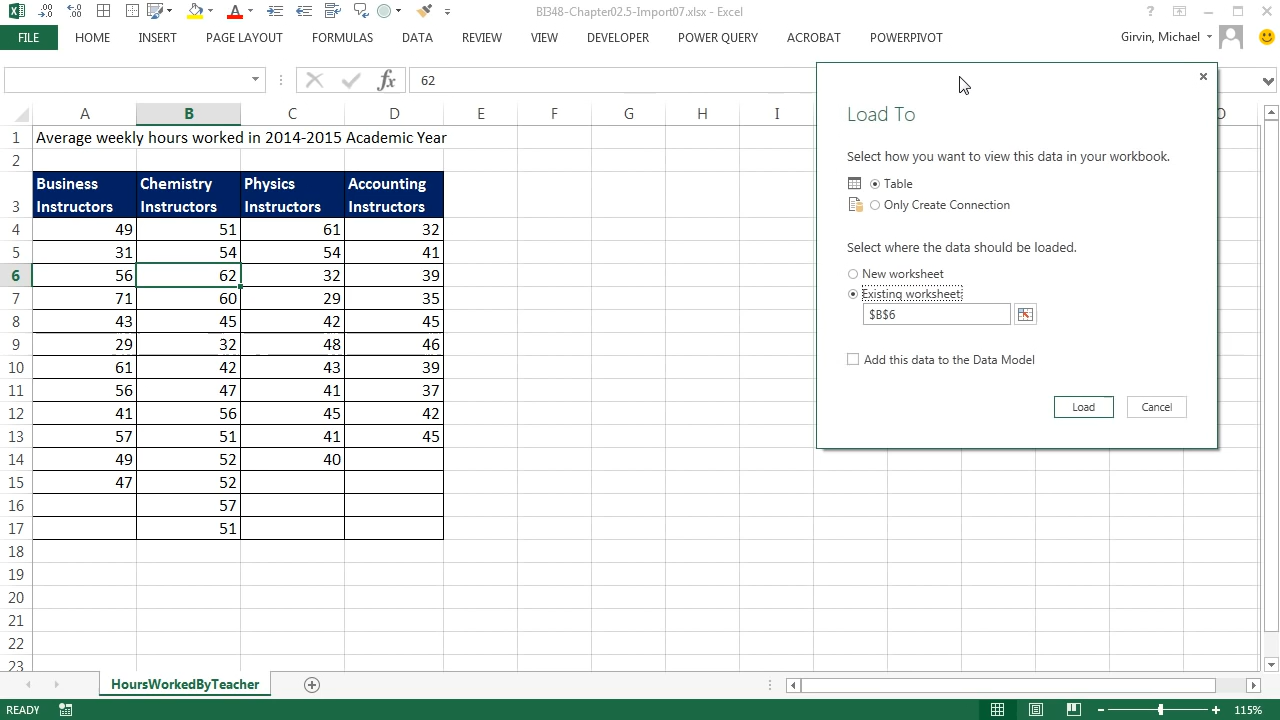 BI348-Chapter02.5-Import07.xlsx - Excel
FILE HOME INSERT PAGE LAYOUT FORMULAS DATA REVIEW VIEW DEVELOPER POWER QUERY ACROBAT POWERPIVOT Girvin, Michael
fx 62
A B C D E F G H I
1 Average weekly hours worked in 2014-2015 Academic Year
2
3 Business Instructors Chemistry Instructors Physics Instructors Accounting Instructors
4 49 51 61 32
5 31 54 54 41
6 56 62 32 39
7 71 60 29 35
8 43 45 42 45
9 29 32 48 46
10 61 42 43 39
11 56 47 41 37
12 41 56 45 42
13 57 51 41 45
14 49 52 40
15 47 52
16 57
17 51
18
19
20
21
22
23
Load To
Select how you want to view this data in your workbook.
Table
Only Create Connection
Select where the data should be loaded.
New worksheet
Existing worksheet:
$B$6
Add this data to the Data Model
Load Cancel
HoursWorkedByTeacher
READY 115%